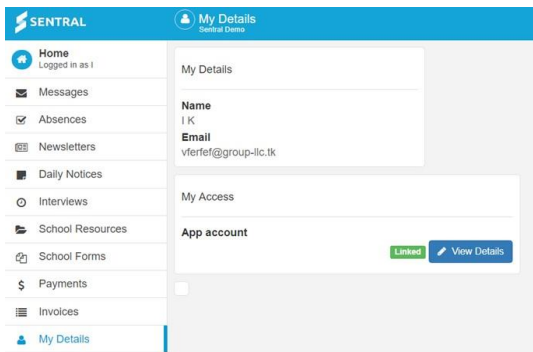 SENTRAL
My Details
Sentral Demo
Home
Logged in as I
Messages
Absences
Newsletters
Daily Notices
Interviews
School Resources
School Forms
Payments
Invoices
My Details
My Details
Name
I K
Email
vferfef@group-llc.tk
My Access
App account
Linked
View Details